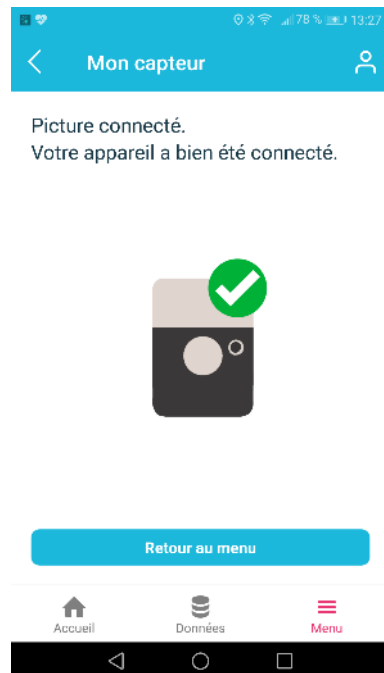 78 % 13:27
Mon capteur
Picture connecté.
Votre appareil a bien été connecté.
Retour au menu
Accueil Données Menu